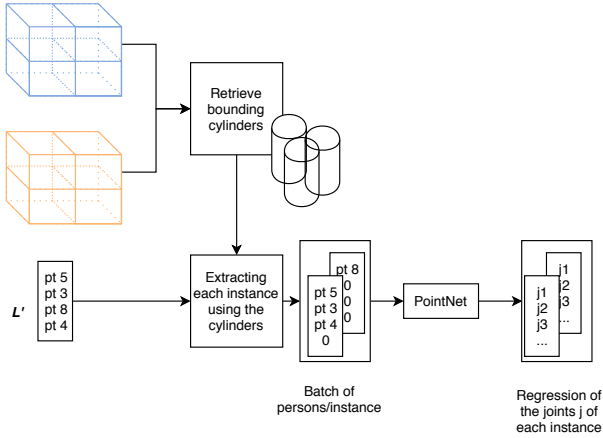 Retrieve
bounding
cylinders
L'
pt 5
pt 3
pt 8
pt 4
Extracting
each instance
using the
cylinders
pt 8
0
0
0
pt 5
pt 3
pt 4
0
Batch of
persons/instance
PointNet
j1
j2
j3
...
j1
j2
j3
...
Regression of
the joints j of
each instance